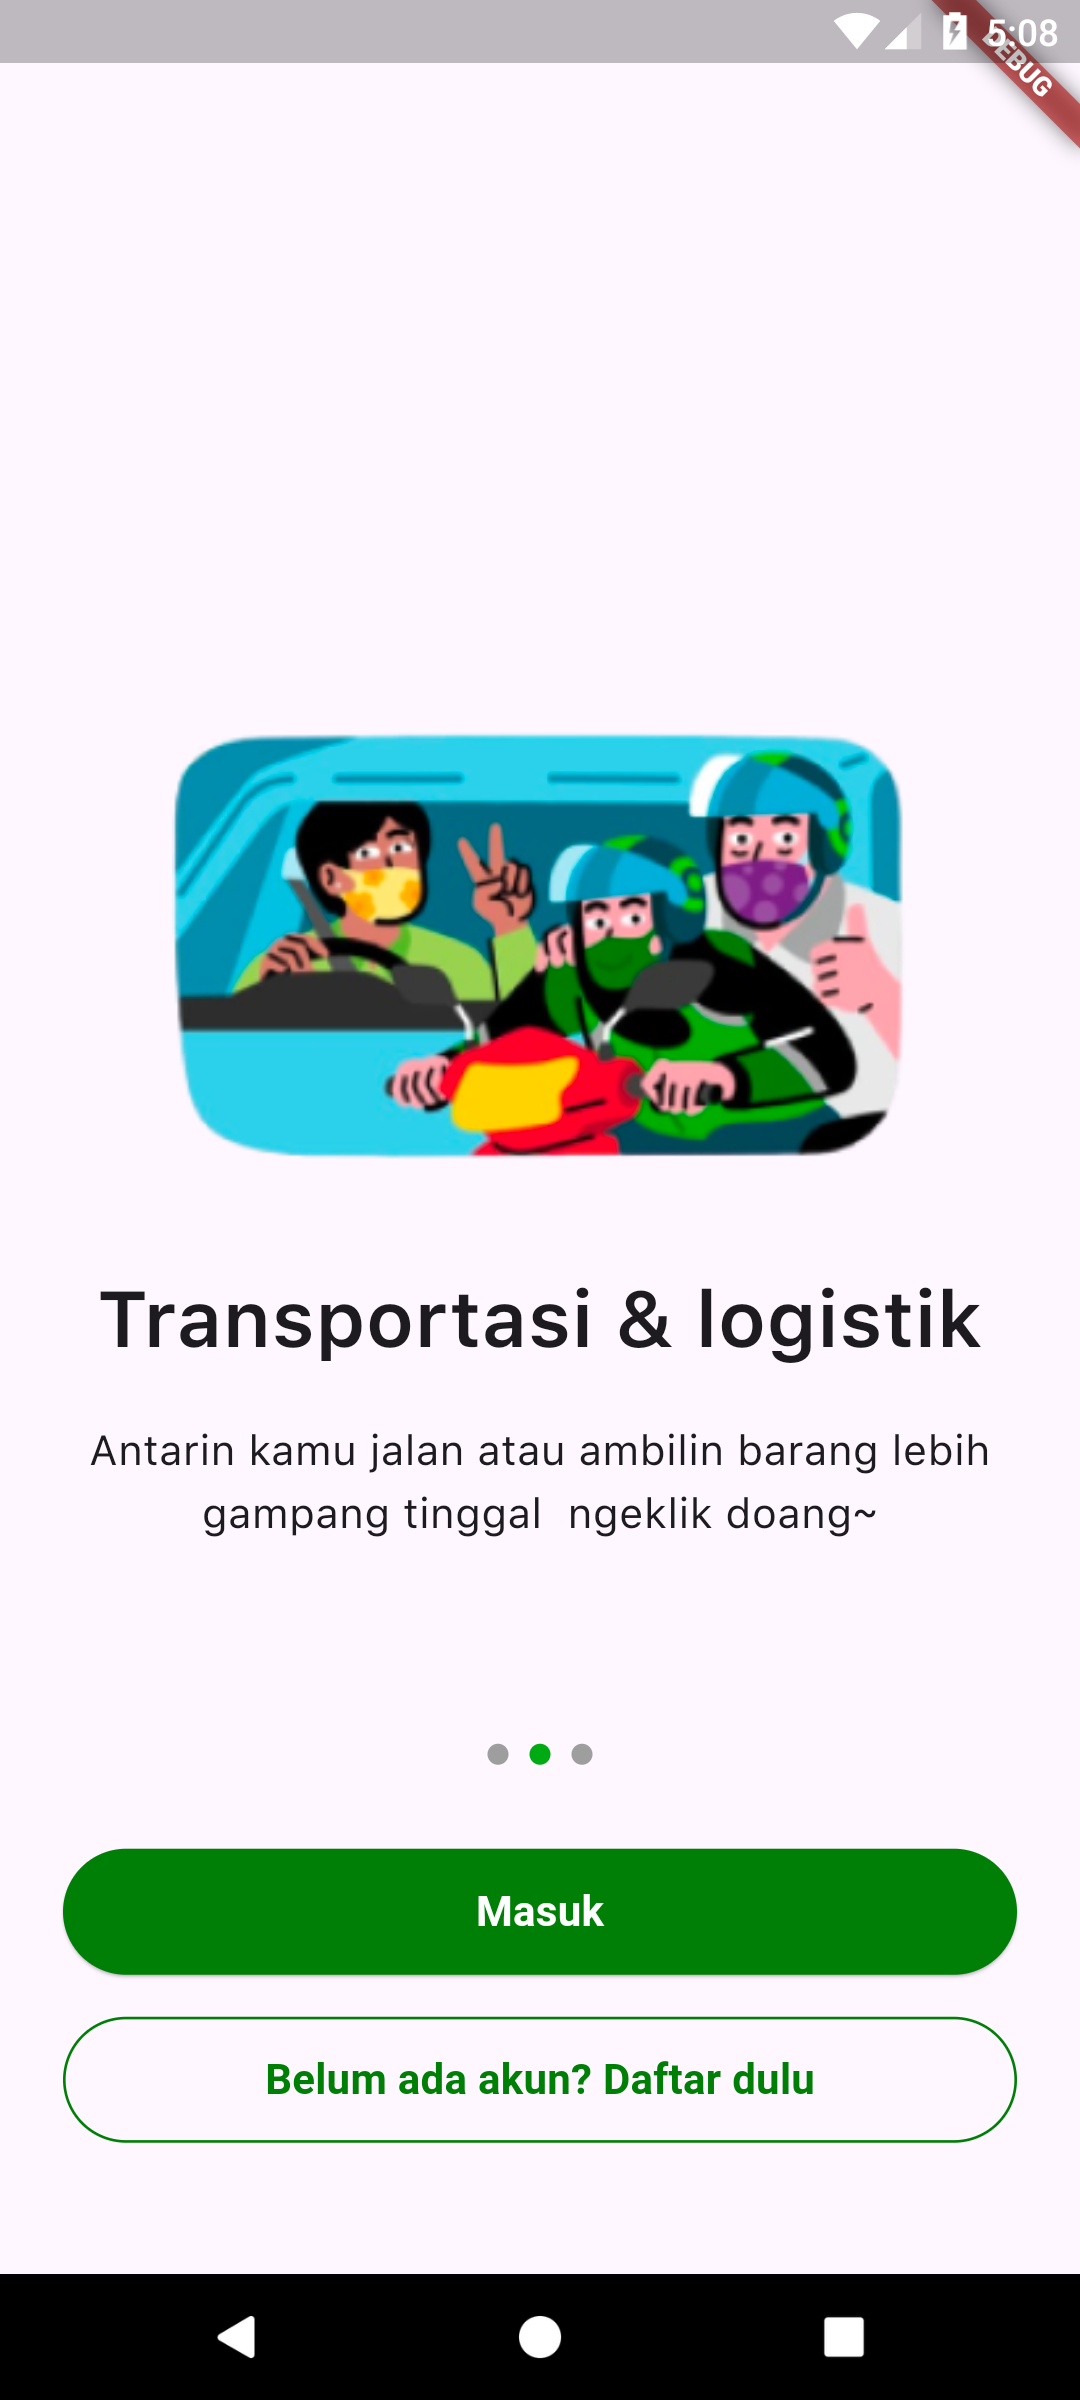 5:08
DEBUG
Transportasi & logistik
Antarin kamu jalan atau ambilin barang lebih
gampang tinggal  ngeklik doang~
Masuk
Belum ada akun? Daftar dulu